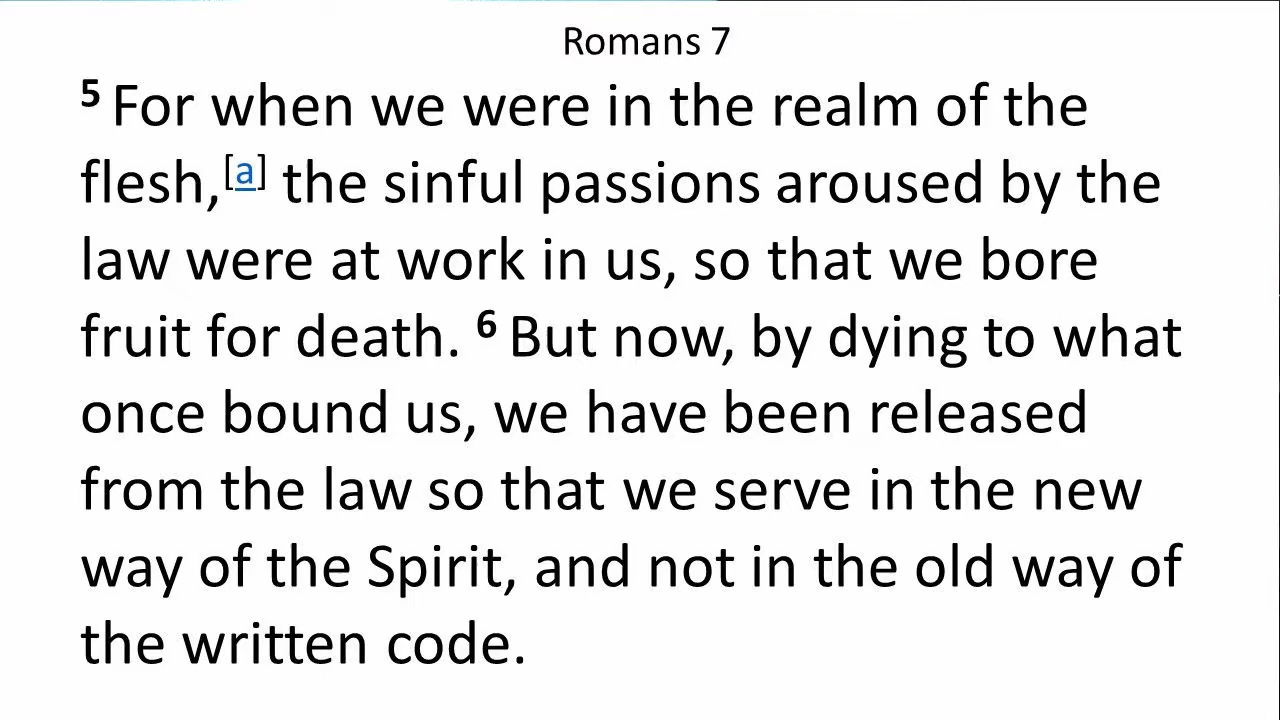 Romans 7
5 For when we were in the realm of the
flesh,[a] the sinful passions aroused by the
law were at work in us, so that we bore
fruit for death. 6 But now, by dying to what
once bound us, we have been released
from the law so that we serve in the new
way of the Spirit, and not in the old way of
the written code.